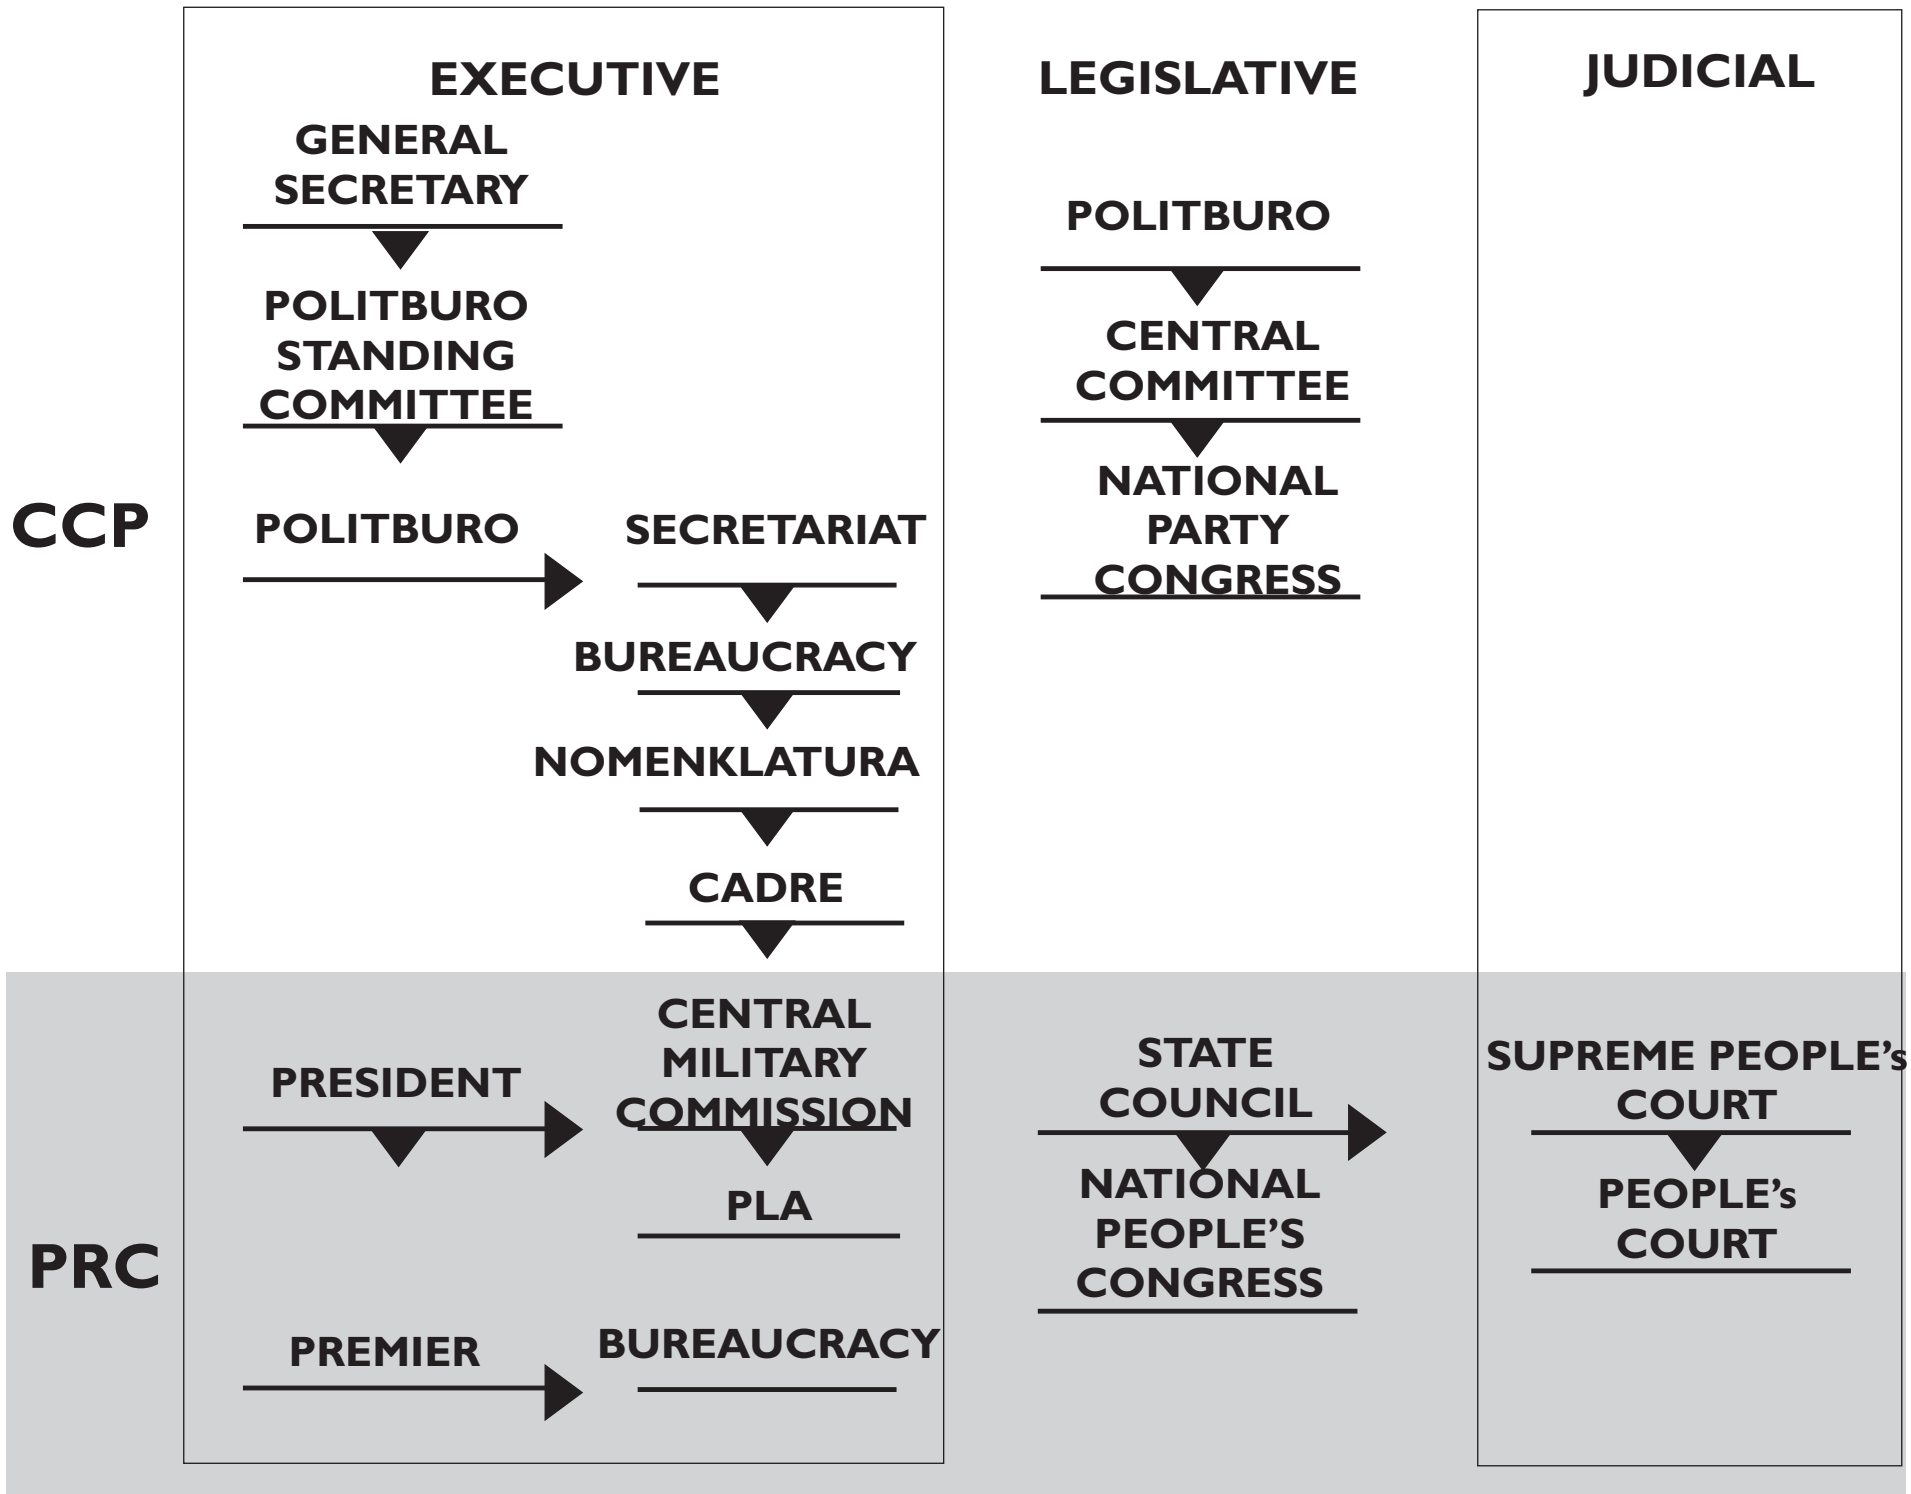 EXECUTIVE
LEGISLATIVE
JUDICIAL
CCP
GENERAL
SECRETARY
POLITBURO
STANDING
COMMITTEE
POLITBURO
SECRETARIAT
BUREAUCRACY
NOMENKLATURA
CADRE
POLITBURO
CENTRAL
COMMITTEE
NATIONAL
PARTY
CONGRESS
PRC
PRESIDENT
CENTRAL
MILITARY
COMMISSION
PLA
PREMIER
BUREAUCRACY
STATE
COUNCIL
NATIONAL
PEOPLE'S
CONGRESS
SUPREME PEOPLE's
COURT
PEOPLE's
COURT